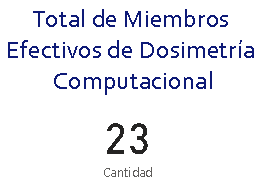 Total de Miembros
Efectivos de Dosimetría
Computacional
23
Cantidad